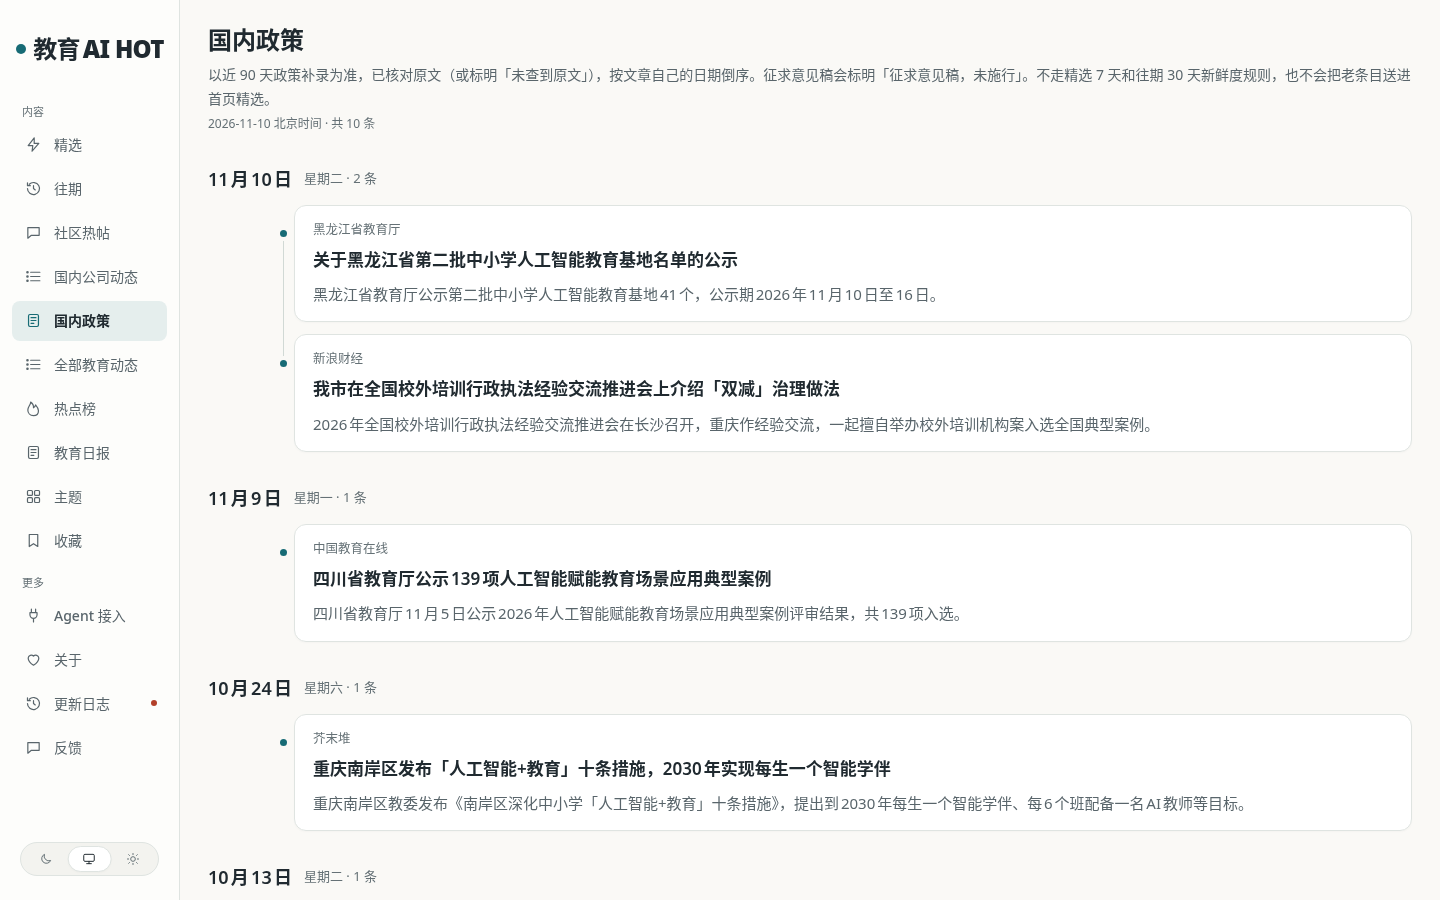 教育 AI HOT
内容
精选
往期
社区热帖
国内公司动态
国内政策
全部教育动态
热点榜
教育日报
主题
收藏
更多
Agent 接入
关于
更新日志
反馈
国内政策
以近 90 天政策补录为准，已核对原文（或标明「未查到原文」），按文章自己的日期倒序。征求意见稿会标明「征求意见稿，未施行」。不走精选 7 天和往期 30 天新鲜度规则，也不会把老条目送进
首页精选。
2026-11-10 北京时间 · 共 10 条
11月10日 星期二 · 2 条
黑龙江省教育厅
关于黑龙江省第二批中小学人工智能教育基地名单的公示
黑龙江省教育厅公示第二批中小学人工智能教育基地41个，公示期2026年11月10日至16日。
新浪财经
我市在全国校外培训行政执法经验交流推进会上介绍「双减」治理做法
2026年全国校外培训行政执法经验交流推进会在长沙召开，重庆作经验交流，一起擅自举办校外培训机构案入选全国典型案例。
11月9日 星期一 · 1 条
中国教育在线
四川省教育厅公示139项人工智能赋能教育场景应用典型案例
四川省教育厅11月5日公示2026年人工智能赋能教育场景应用典型案例评审结果，共139项入选。
10月24日 星期六 · 1 条
芥末堆
重庆南岸区发布「人工智能+教育」十条措施，2030年实现每生一个智能学伴
重庆南岸区教委发布《南岸区深化中小学「人工智能+教育」十条措施》，提出到2030年每生一个智能学伴、每6个班配备一名AI教师等目标。
10月13日 星期二 · 1 条